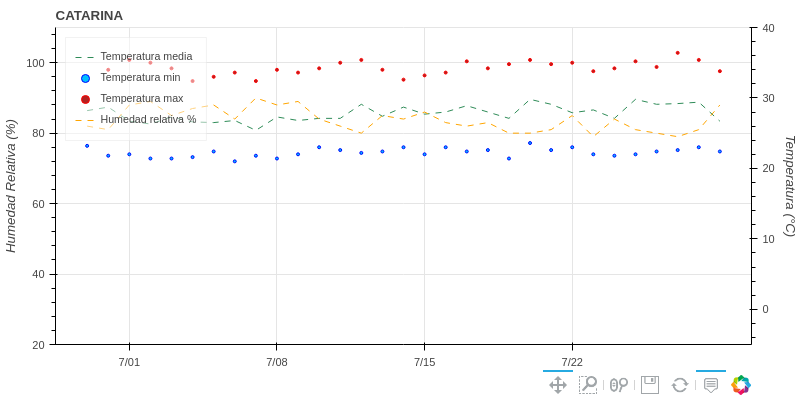 CATARINA
Temperatura media
Temperatura min
Temperatura max
Humedad relativa %
Humedad Relativa (%)
100
80
60
40
20
Temperatura (°C)
40
30
20
10
0
7/01
7/08
7/15
7/22